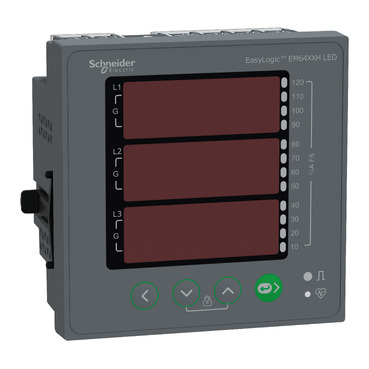 Schneider
Electric
EasyLogic™ EM64XXH LED
L1
G
120
110
100
90
L2
G
80
70
60
50
L3
G
40
30
20
10
%A FS